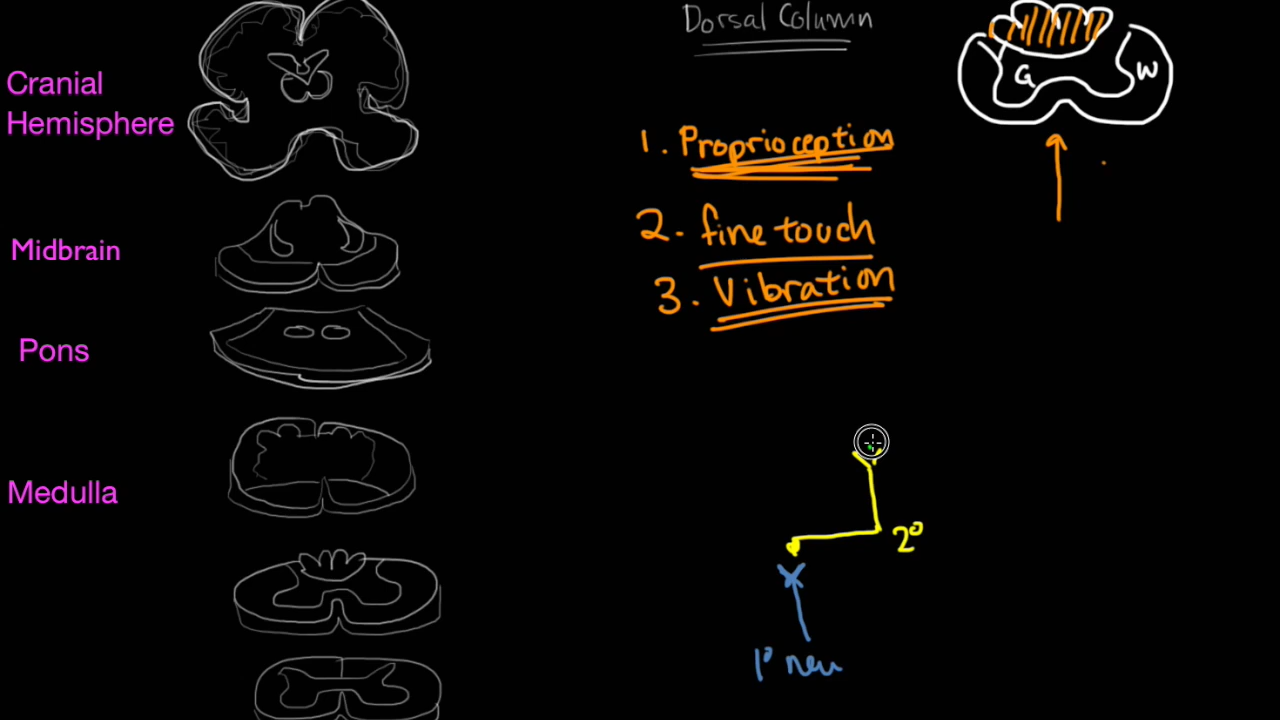 Dorsal Column
Cranial
Hemisphere
G
W
1. Proprioception
2. fine touch
3. Vibration
Midbrain
Pons
Medulla
2°
1° neu